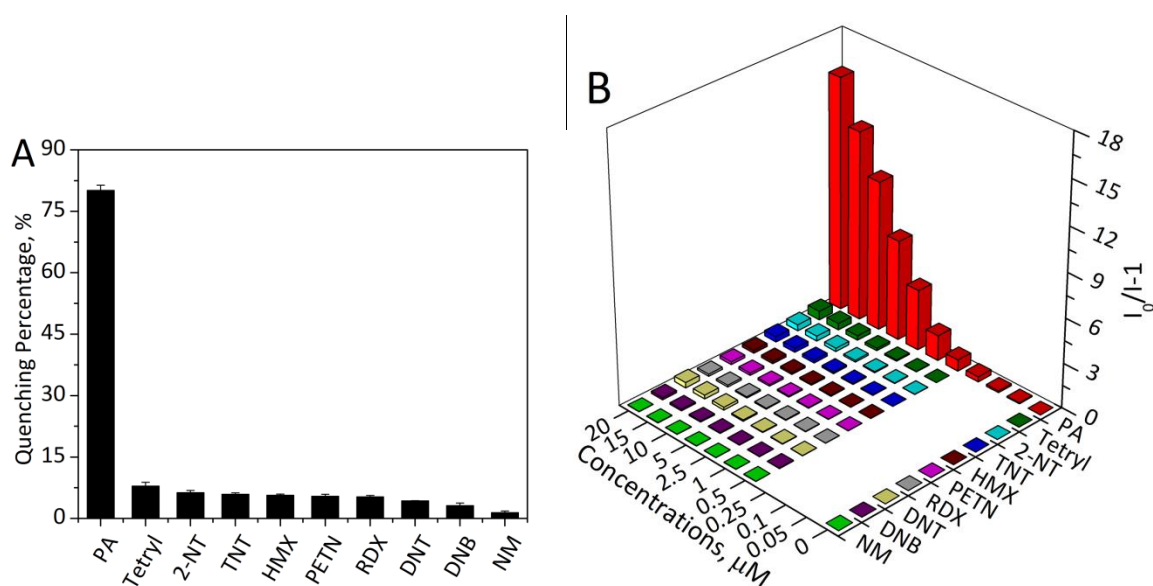 A
Quenching Percentage, %
90
75
60
45
30
15
0
PA
Tetryl
2-NT
TNT
HMX
PETN
RDX
DNT
DNB
NM
B
18
15
12
9
6
3
0
I₀/I-1
20
15
10
5
2.5
1
0.5
0.25
0.1
0.05
0
Concentrations, μM
PA
Tetryl
2-NT
TNT
HMX
PETN
RDX
DNT
DNB
NM